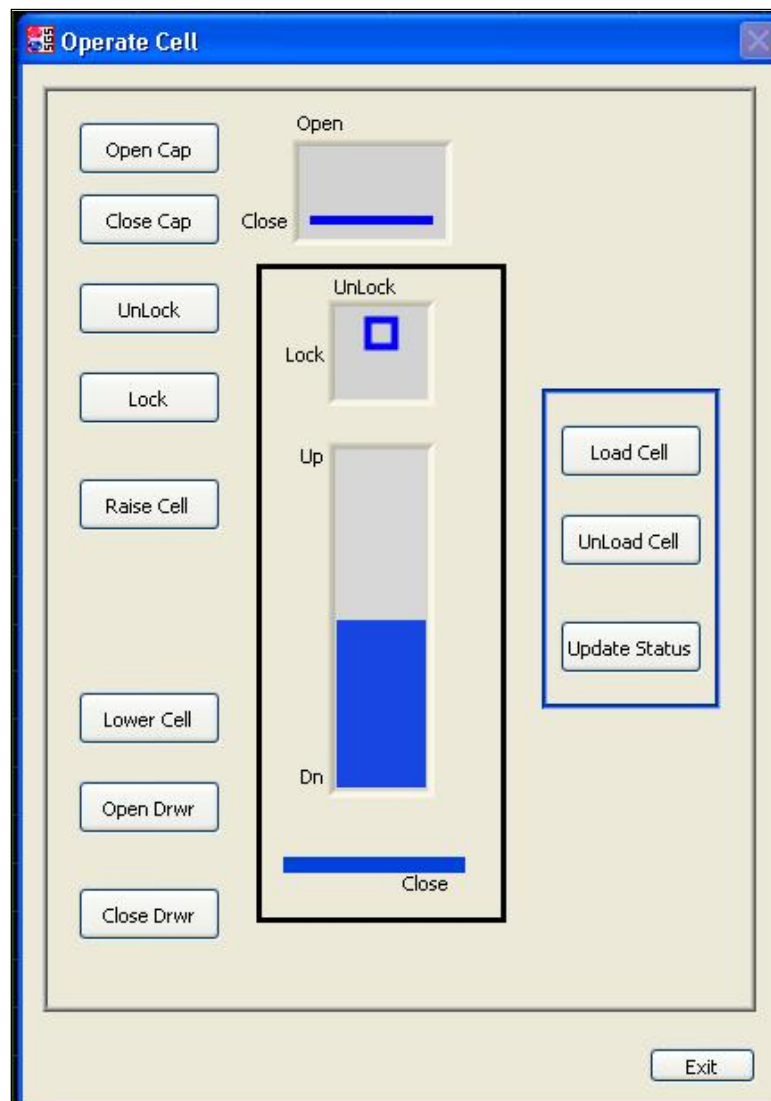 Operate Cell
Open Cap
Open
Close Cap
Close
UnLock
UnLock
Lock
Lock
Raise Cell
Up
Load Cell
UnLoad Cell
Update Status
Lower Cell
Dn
Open Drwr
Close
Close Drwr
Exit